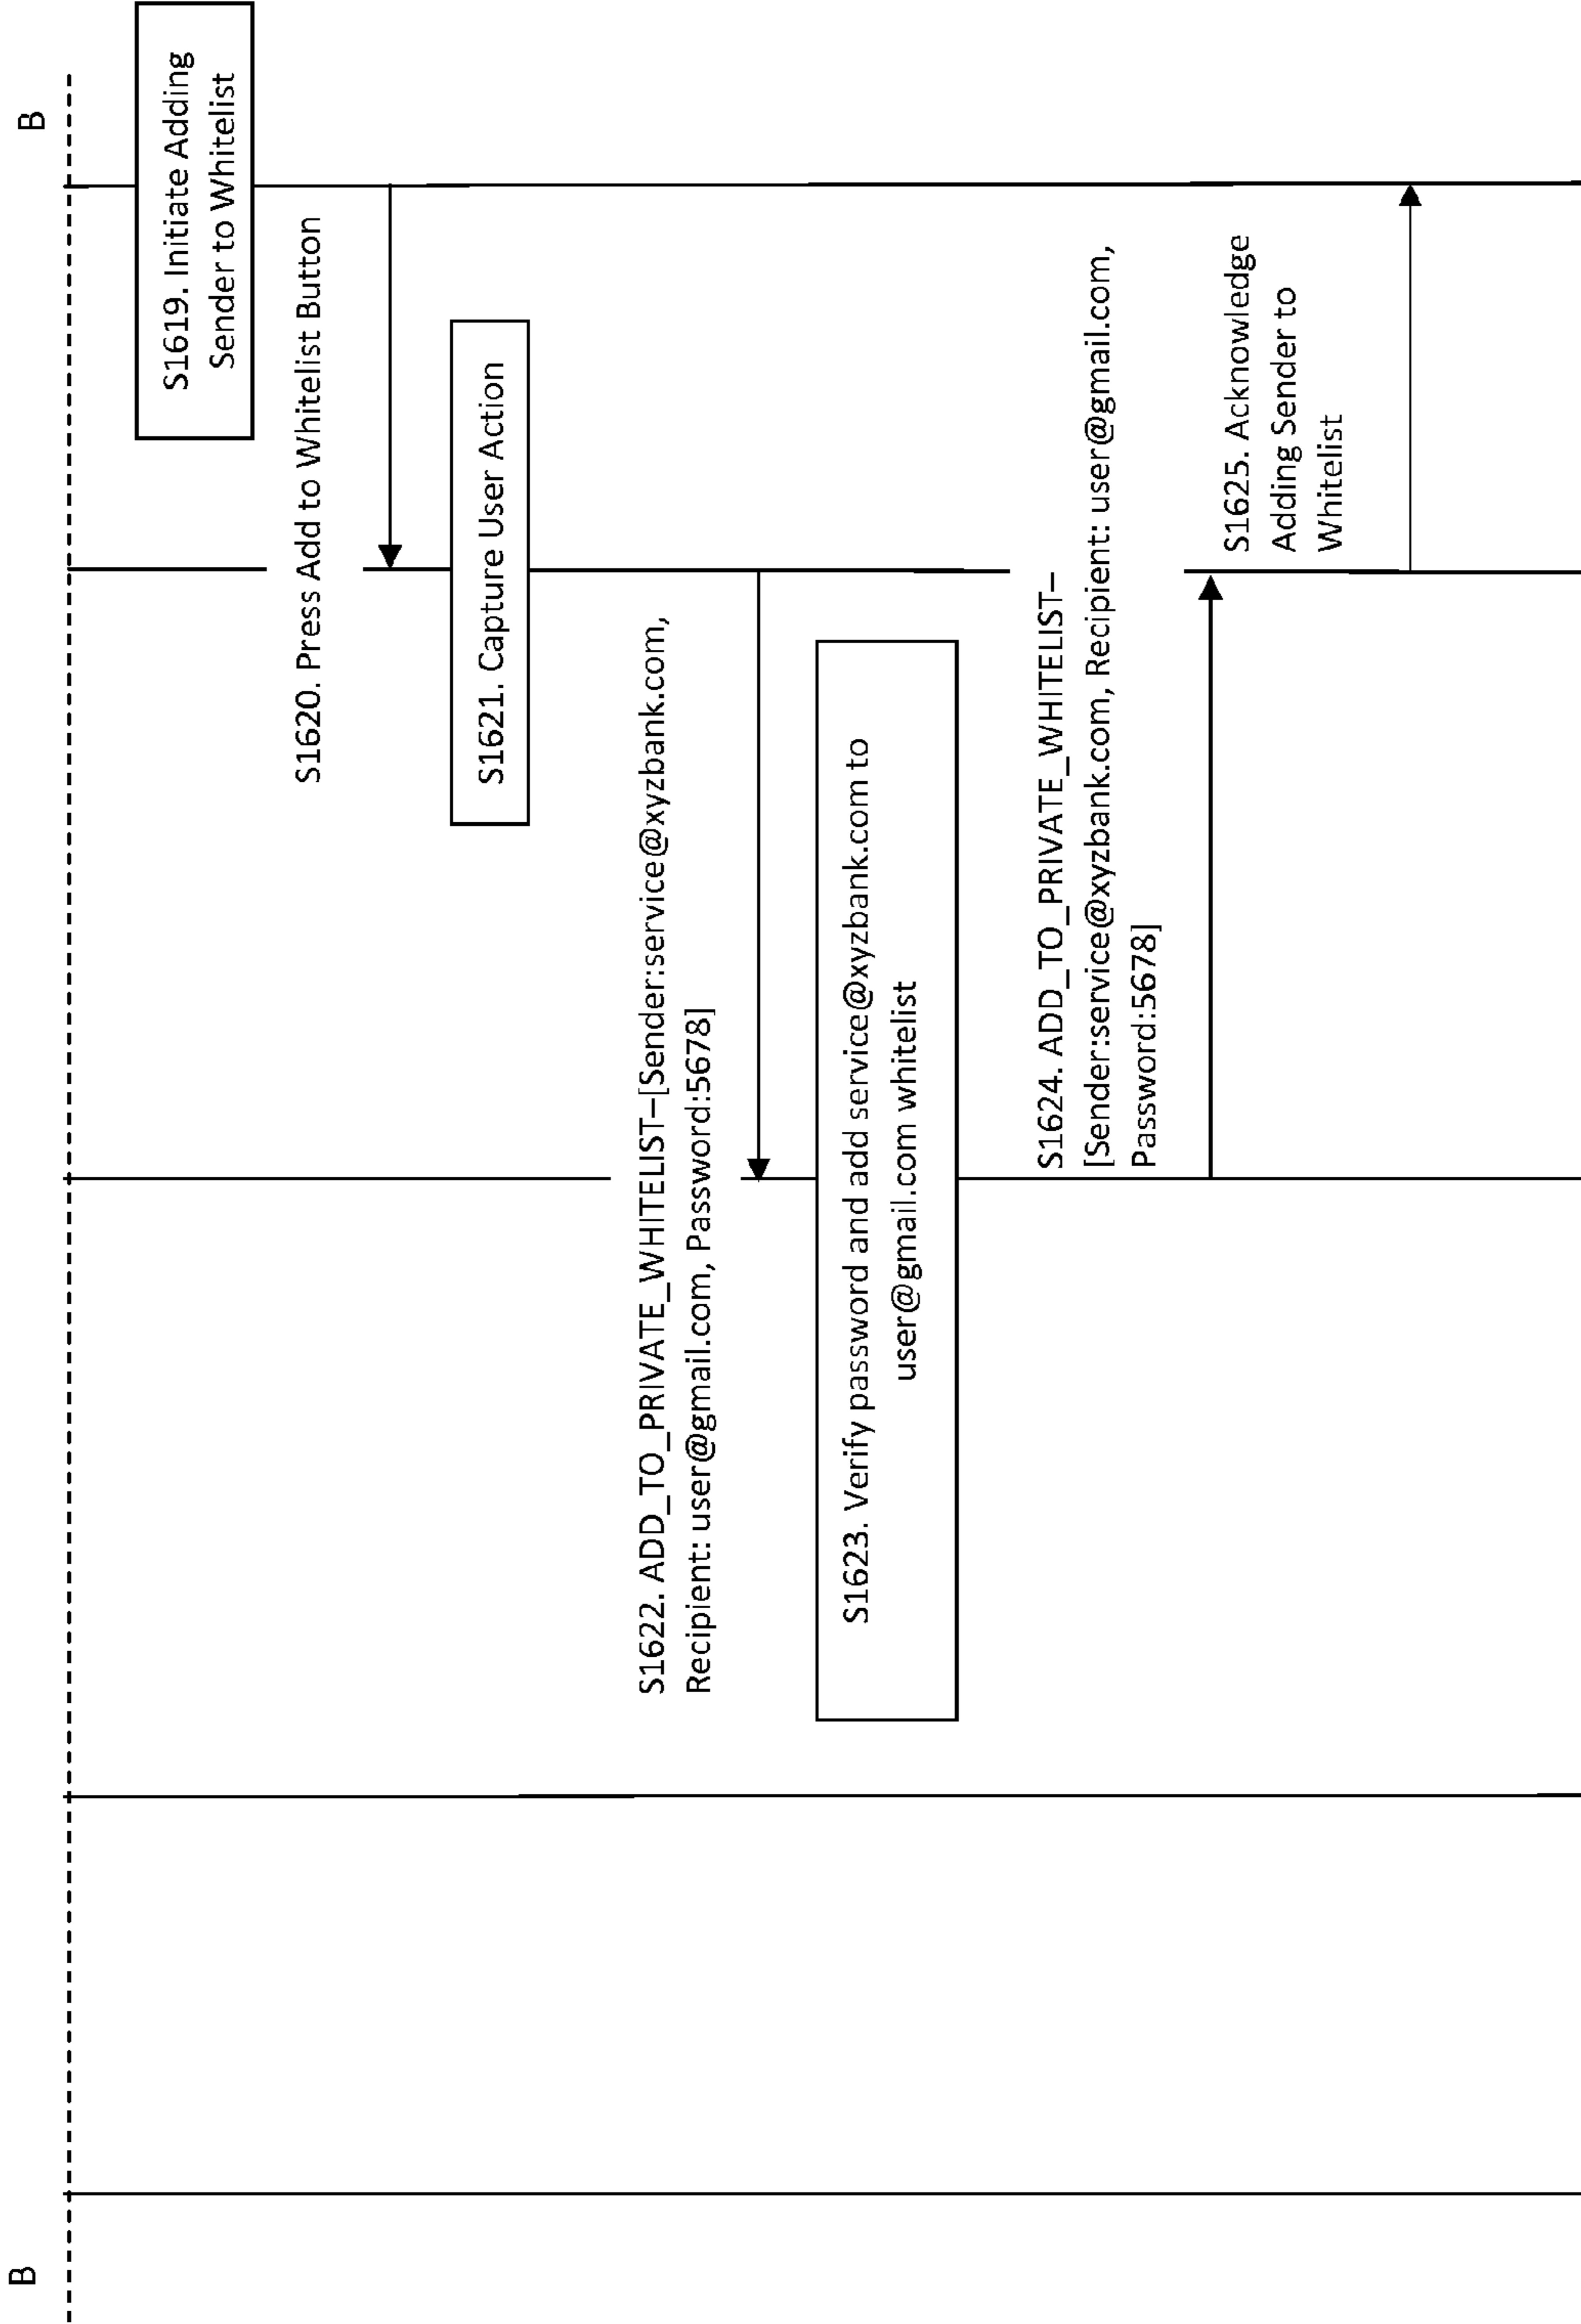 B
B
S1619. Initiate Adding
Sender to Whitelist
S1620. Press Add to Whitelist Button
S1621. Capture User Action
S1622. ADD_TO_PRIVATE_WHITELIST–[Sender:service@xyzbank.com,
Recipient: user@gmail.com, Password:5678]
S1623. Verify password and add service@xyzbank.com to
user@gmail.com whitelist
S1624. ADD_TO_PRIVATE_WHITELIST–
[Sender:service@xyzbank.com, Recipient: user@gmail.com,
Password:5678]
S1625. Acknowledge
Adding Sender to
Whitelist